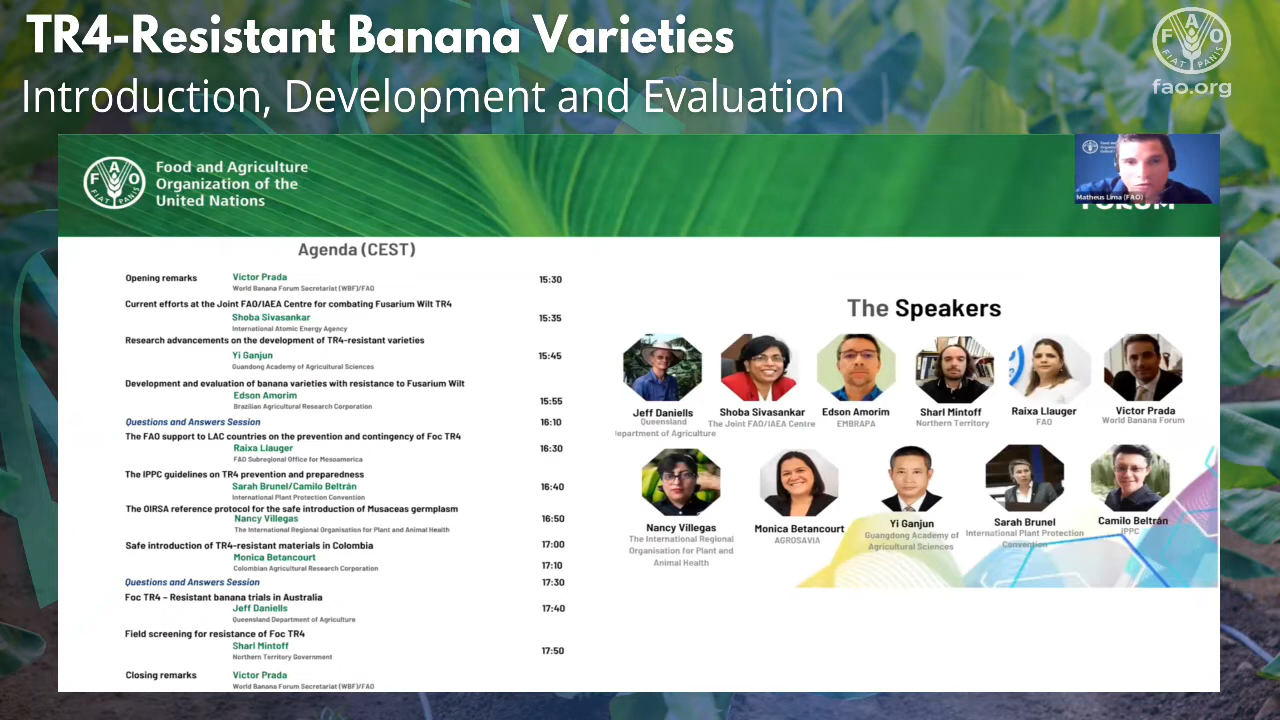 TR4-Resistant Banana Varieties
Introduction, Development and Evaluation
FAO
FIAT PANIS
fao.org
FAO
FIAT PANIS
Food and Agriculture
Organization of the
United Nations
Matheus Lima (FAO)
Agenda (CEST)
Opening remarks Victor Prada 15:30
World Banana Forum Secretariat (WBF)/FAO
Current efforts at the Joint FAO/IAEA Centre for combating Fusarium Wilt TR4
Shoba Sivasankar 15:35
International Atomic Energy Agency
Research advancements on the development of TR4-resistant varieties
Yi Ganjun 15:45
Guandong Academy of Agricultural Sciences
Development and evaluation of banana varieties with resistance to Fusarium Wilt
Edson Amorim 15:55
Brazilian Agricultural Research Corporation
Questions and Answers Session 16:10
The FAO support to LAC countries on the prevention and contingency of Foc TR4
Raixa Llauger 16:30
FAO Subregional Office for Mesoamerica
The IPPC guidelines on TR4 prevention and preparedness
Sarah Brunel/Camilo Beltrán 16:40
International Plant Protection Convention
The OIRSA reference protocol for the safe introduction of Musaceas germplasm
Nancy Villegas 16:50
The International Regional Organisation for Plant and Animal Health
Safe introduction of TR4-resistant materials in Colombia 17:00
Monica Betancourt 17:10
Colombian Agricultural Research Corporation
Questions and Answers Session 17:30
Foc TR4 – Resistant banana trials in Australia
Jeff Daniells 17:40
Queensland Department of Agriculture
Field screening for resistance of Foc TR4
Sharl Mintoff 17:50
Northern Territory Government
Closing remarks Victor Prada
World Banana Forum Secretariat (WBF)/FAO
The Speakers
Jeff Daniells
Queensland
epartment of Agriculture
Shoba Sivasankar
The Joint FAO/IAEA Centre
Edson Amorim
EMBRAPA
Sharl Mintoff
Northern Territory
Raixa Llauger
FAO
Victor Prada
World Banana Forum
Nancy Villegas
The International Regional
Organisation for Plant and
Animal Health
Monica Betancourt
AGROSAVIA
Yi Ganjun
Guangdong Academy of
Agricultural Sciences
Sarah Brunel
International Plant Protection
Convention
Camilo Beltrán
IPPC